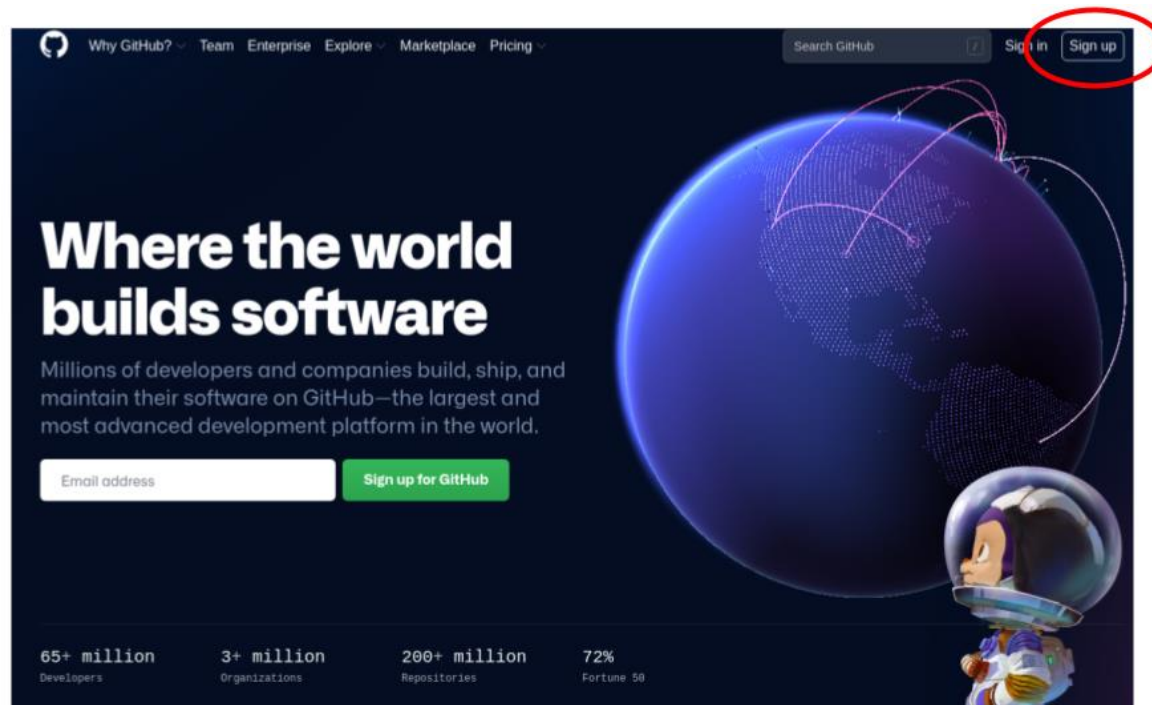 Why GitHub? Team Enterprise Explore Marketplace Pricing Search GitHub / Sign in Sign up
Where the world
builds software
Millions of developers and companies build, ship, and
maintain their software on GitHub—the largest and
most advanced development platform in the world.
Email address Sign up for GitHub
65+ million 3+ million 200+ million 72%
Developers Organizations Repositories Fortune 50